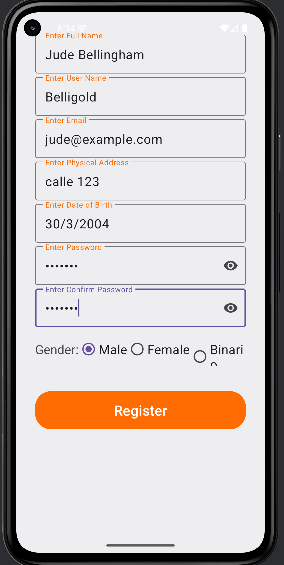 Enter Full Name
Jude Bellingham
Enter User Name
Belligold
Enter Email
jude@example.com
Enter Physical Address
calle 123
Enter Date of Birth
30/3/2004
Enter Password
•••••••
Enter Confirm Password
•••••••
Gender: Male Female Binari
Register